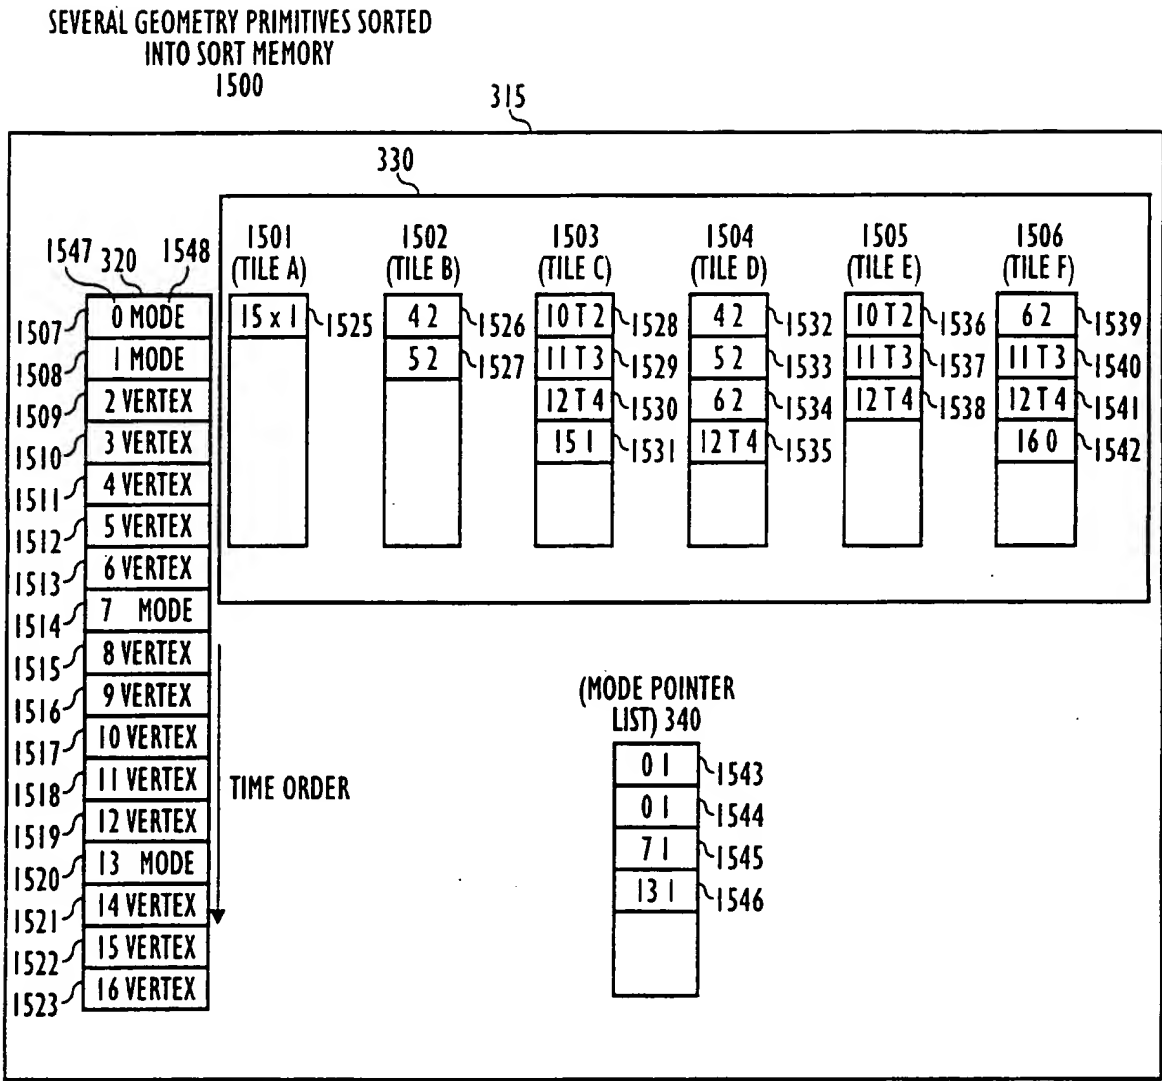 SEVERAL GEOMETRY PRIMITIVES SORTED
INTO SORT MEMORY
1500
315
330
1547 320 1548
1501 1502 1503 1504 1505 1506
(TILE A) (TILE B) (TILE C) (TILE D) (TILE E) (TILE F)
1507 0 MODE 15 x 1 1525 4 2 1526 10 T 2 1528 4 2 1532 10 T 2 1536 6 2 1539
1508 1 MODE 5 2 1527 11 T 3 1529 5 2 1533 11 T 3 1537 11 T 3 1540
1509 2 VERTEX 12 T 4 1530 6 2 1534 12 T 4 1538 12 T 4 1541
1510 3 VERTEX 15 1 1531 12 T 4 1535 16 0 1542
1511 4 VERTEX
1512 5 VERTEX
1513 6 VERTEX
1514 7 MODE
1515 8 VERTEX
1516 9 VERTEX
1517 10 VERTEX
1518 11 VERTEX
1519 12 VERTEX
1520 13 MODE
1521 14 VERTEX
1522 15 VERTEX
1523 16 VERTEX
TIME ORDER
(MODE POINTER
LIST) 340
0 1 1543
0 1 1544
7 1 1545
13 1 1546